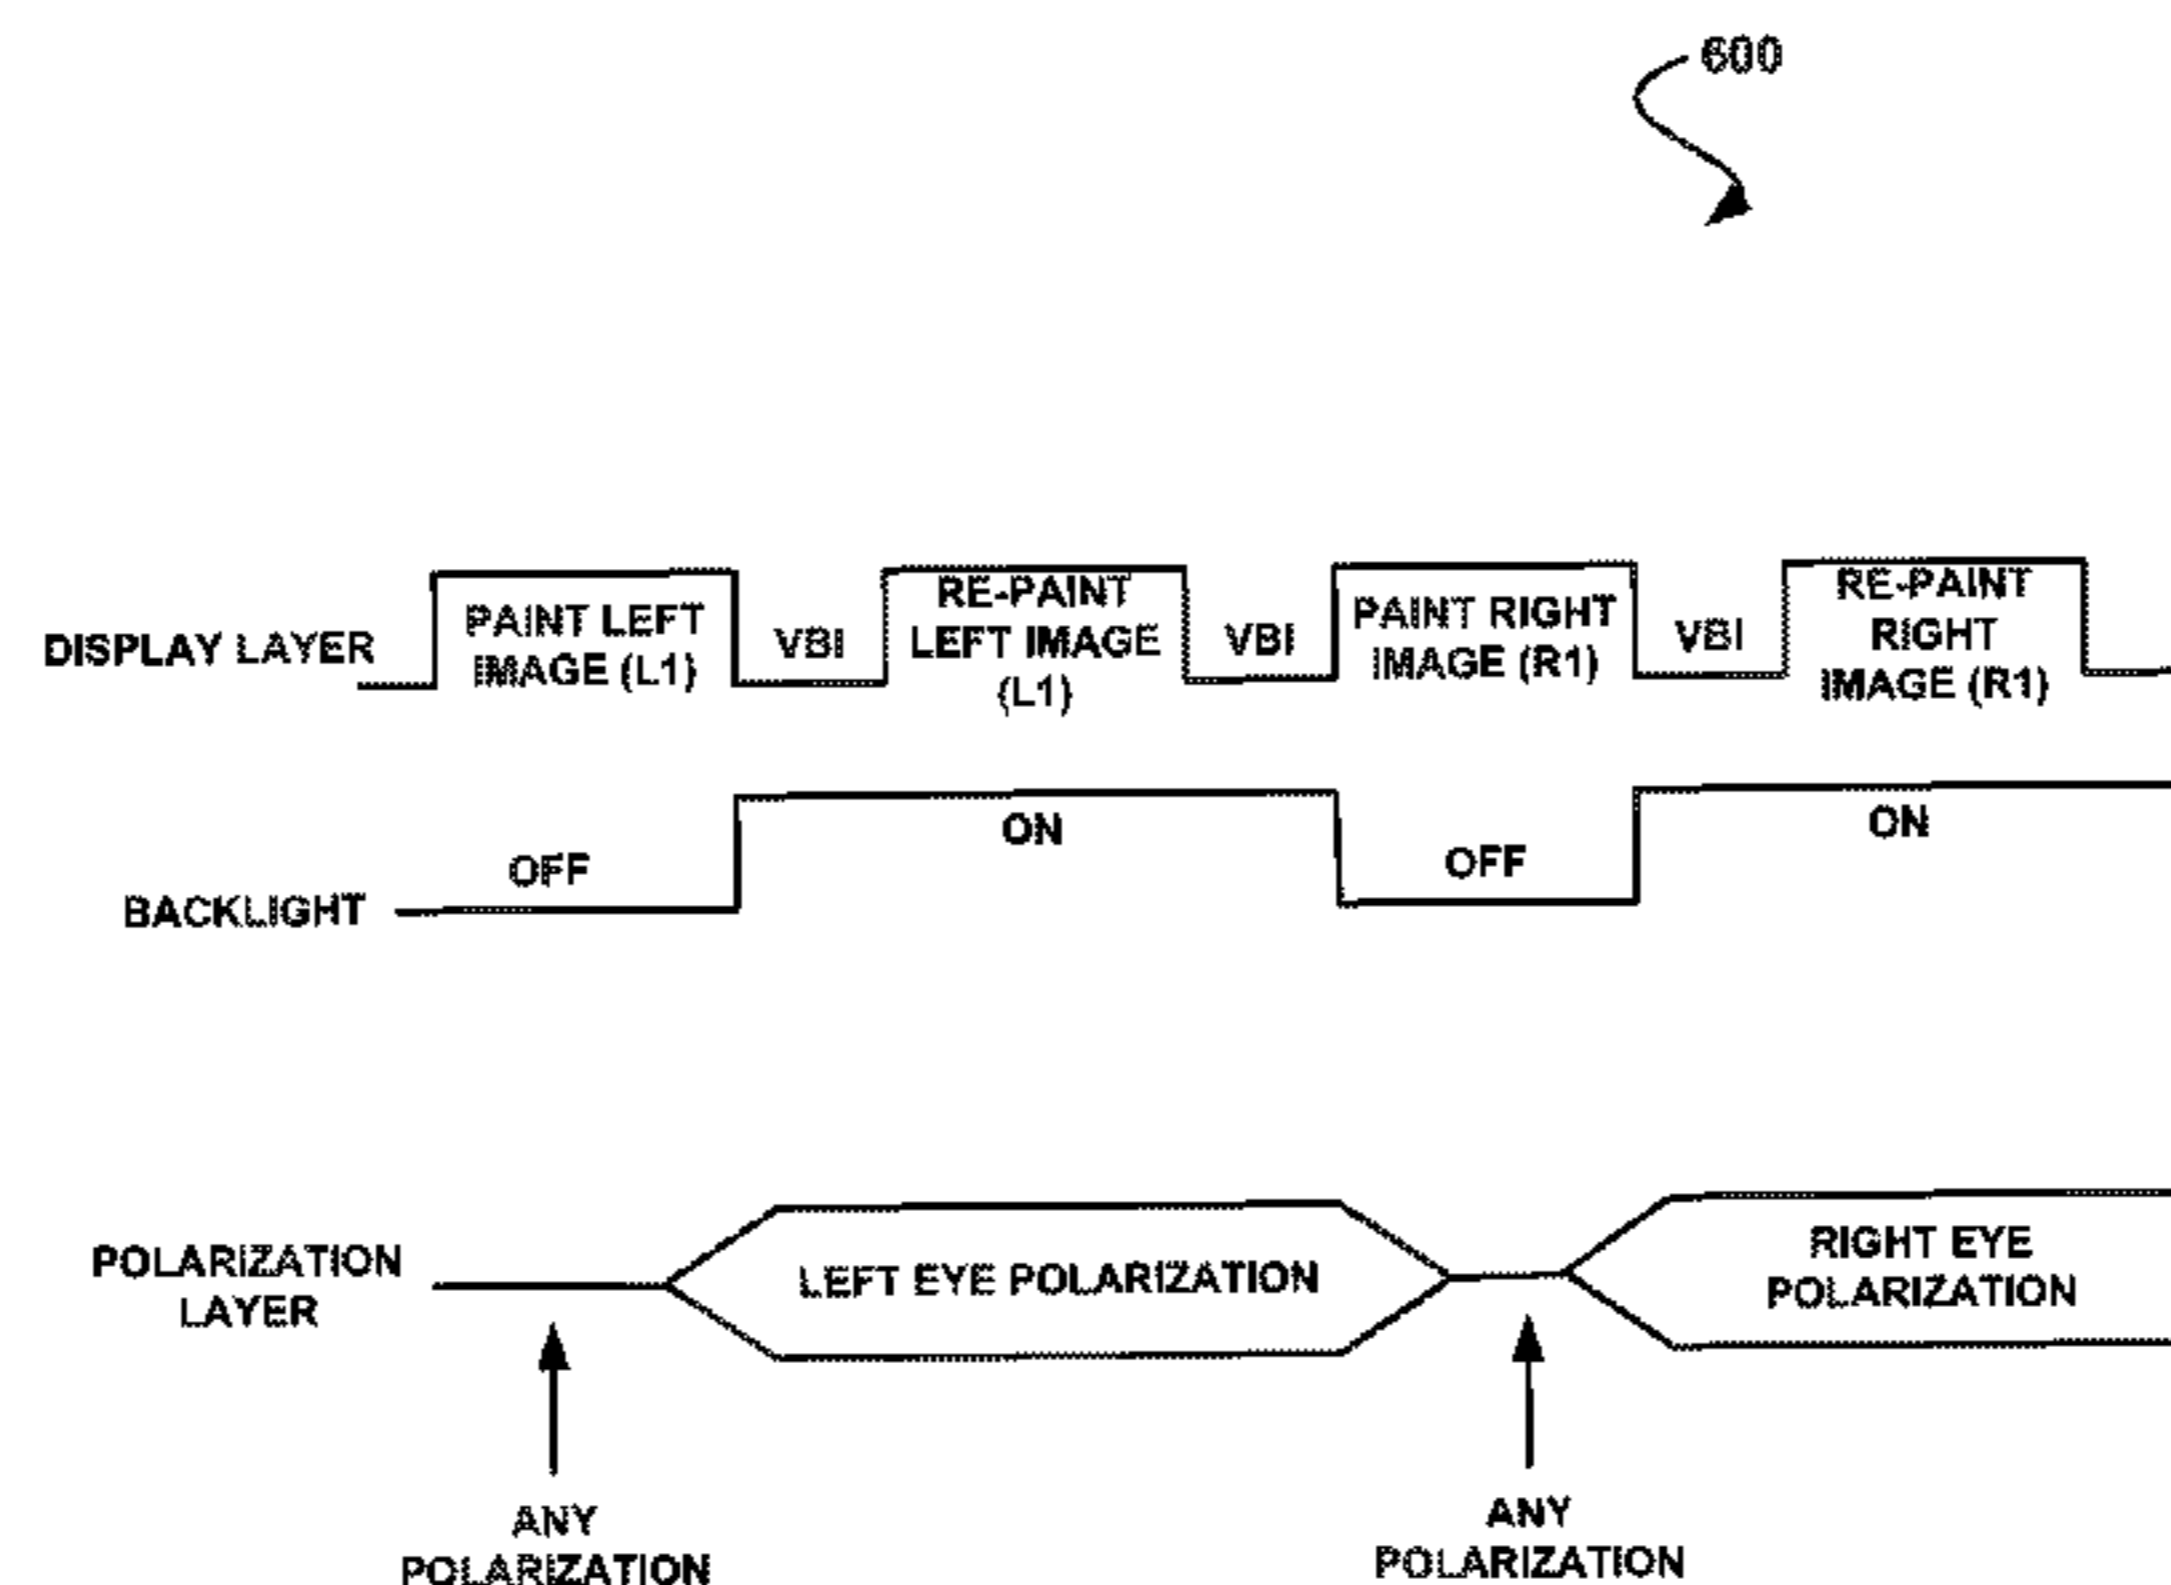 600
DISPLAY LAYER
PAINT LEFT
IMAGE (L1)
VBI
RE-PAINT
LEFT IMAGE
(L1)
VBI
PAINT RIGHT
IMAGE (R1)
VBI
RE-PAINT
RIGHT
IMAGE (R1)
BACKLIGHT
OFF
ON
OFF
ON
POLARIZATION
LAYER
LEFT EYE POLARIZATION
RIGHT EYE
POLARIZATION
ANY
POLARIZATION
ANY
POLARIZATION